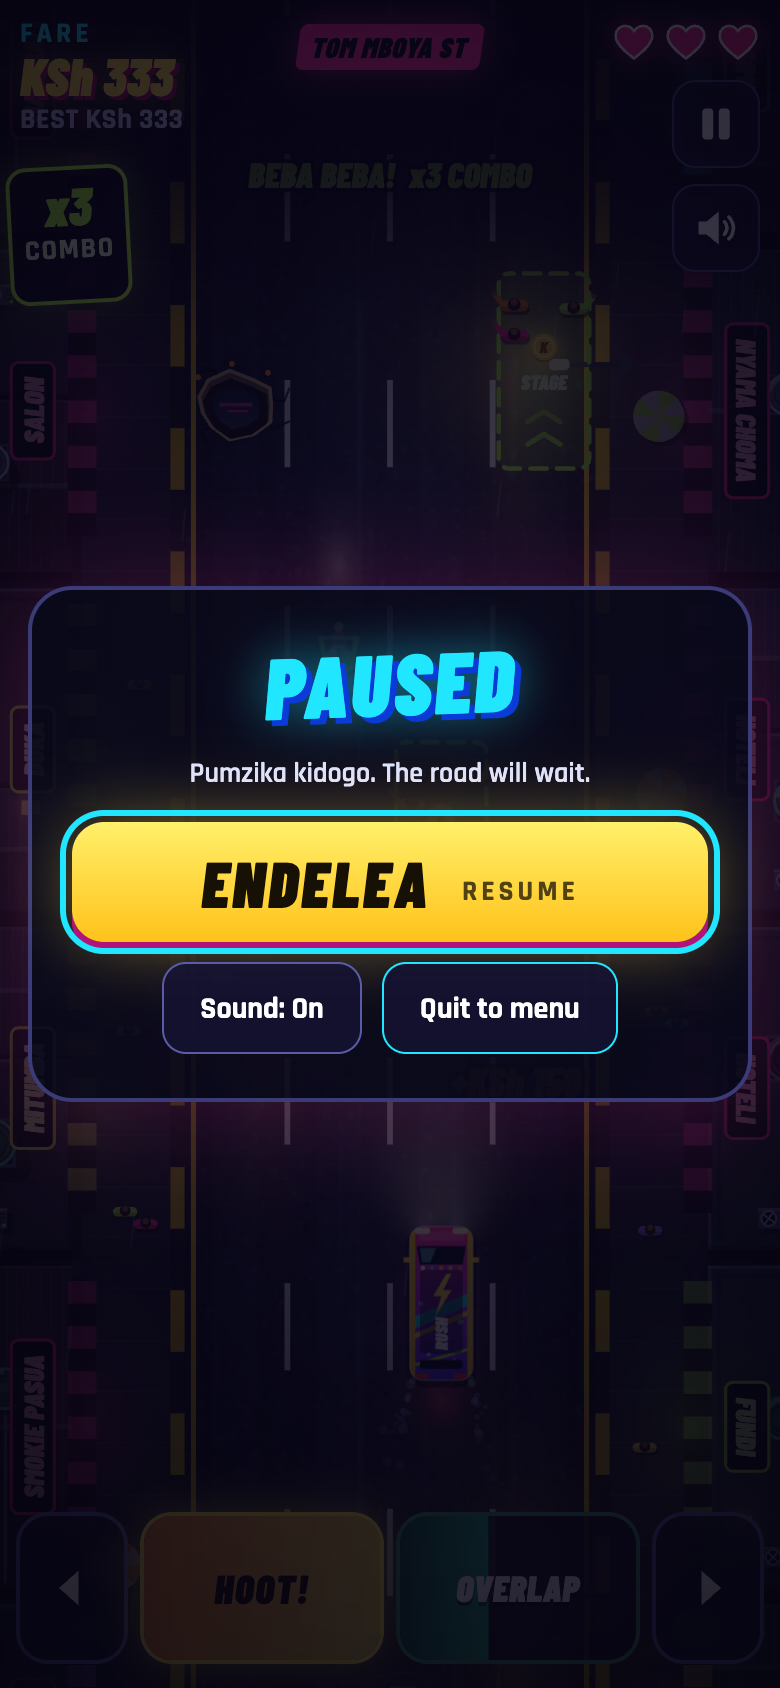 FARE
KSh 333
BEST KSh 333
TOM MBOYA ST
BEBA BEBA! x3 COMBO
x3
COMBO
STAGE
K
SALON
NYAMA CHOMA
PAUSED
Pumzika kidogo. The road will wait.
ENDELEA RESUME
Sound: On
Quit to menu
HOTELI
RUSH
SMOKIE PASUA
FUNDI
HOOT!
OVERLAP